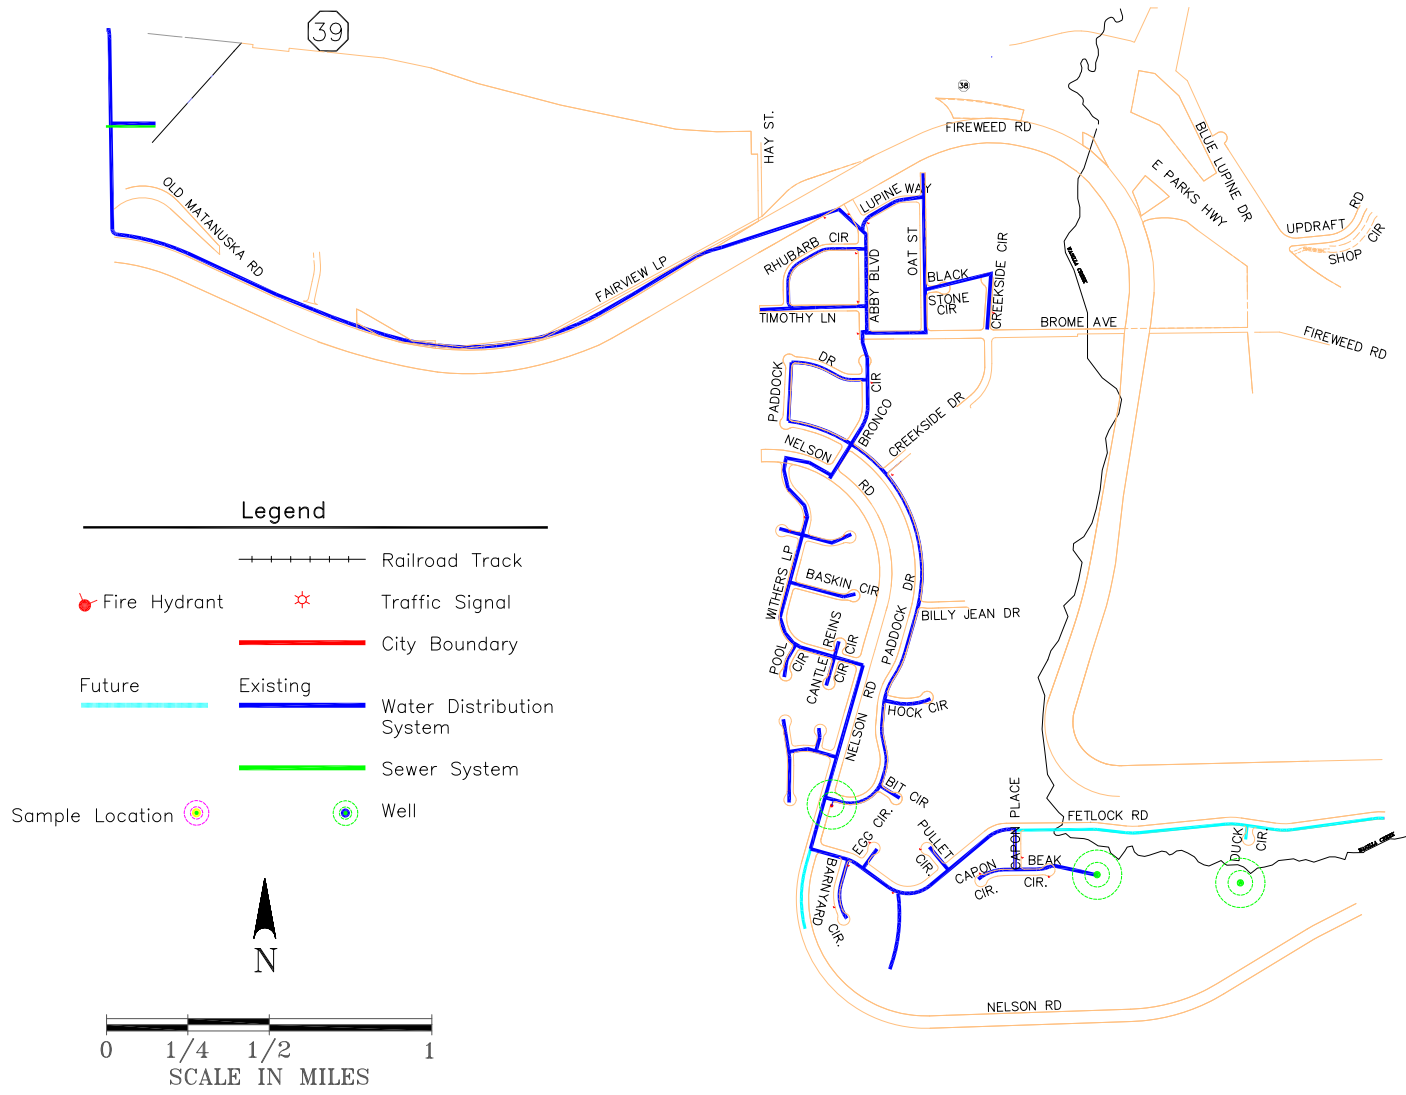 39
38
FIREWEED RD
HAY ST.
BLUE LUPINE DR
E PARKS HWY
UPDRAFT RD
SHOP CIR
OLD MATANUSKA RD
LUPINE WAY
RHUBARB CIR
FAIRVIEW LP
ABBY BLVD
OAT ST
BLACK
STONE
CIR
CREEKSIDE CIR
TIMOTHY LN
BROME AVE
FIREWEED RD
PADDOCK DR
BRONCO CIR
CREEKSIDE DR
NELSON RD
WITHERS LP
BASKIN CIR
PADDOCK DR
BILLY JEAN DR
REINS CIR
POOL CIR
CANTLE CIR
NELSON RD
HOCK CIR
BIT CIR
EGG CIR.
PULLET CIR.
CAPON PLACE
FETLOCK RD
DUCK CIR.
BARNYARD CIR.
CAPON CIR.
BEAK CIR.
NELSON RD
Legend
Railroad Track
Fire Hydrant
Traffic Signal
City Boundary
Future
Existing
Water Distribution
System
Sewer System
Sample Location
Well
N
0 1/4 1/2 1
SCALE IN MILES